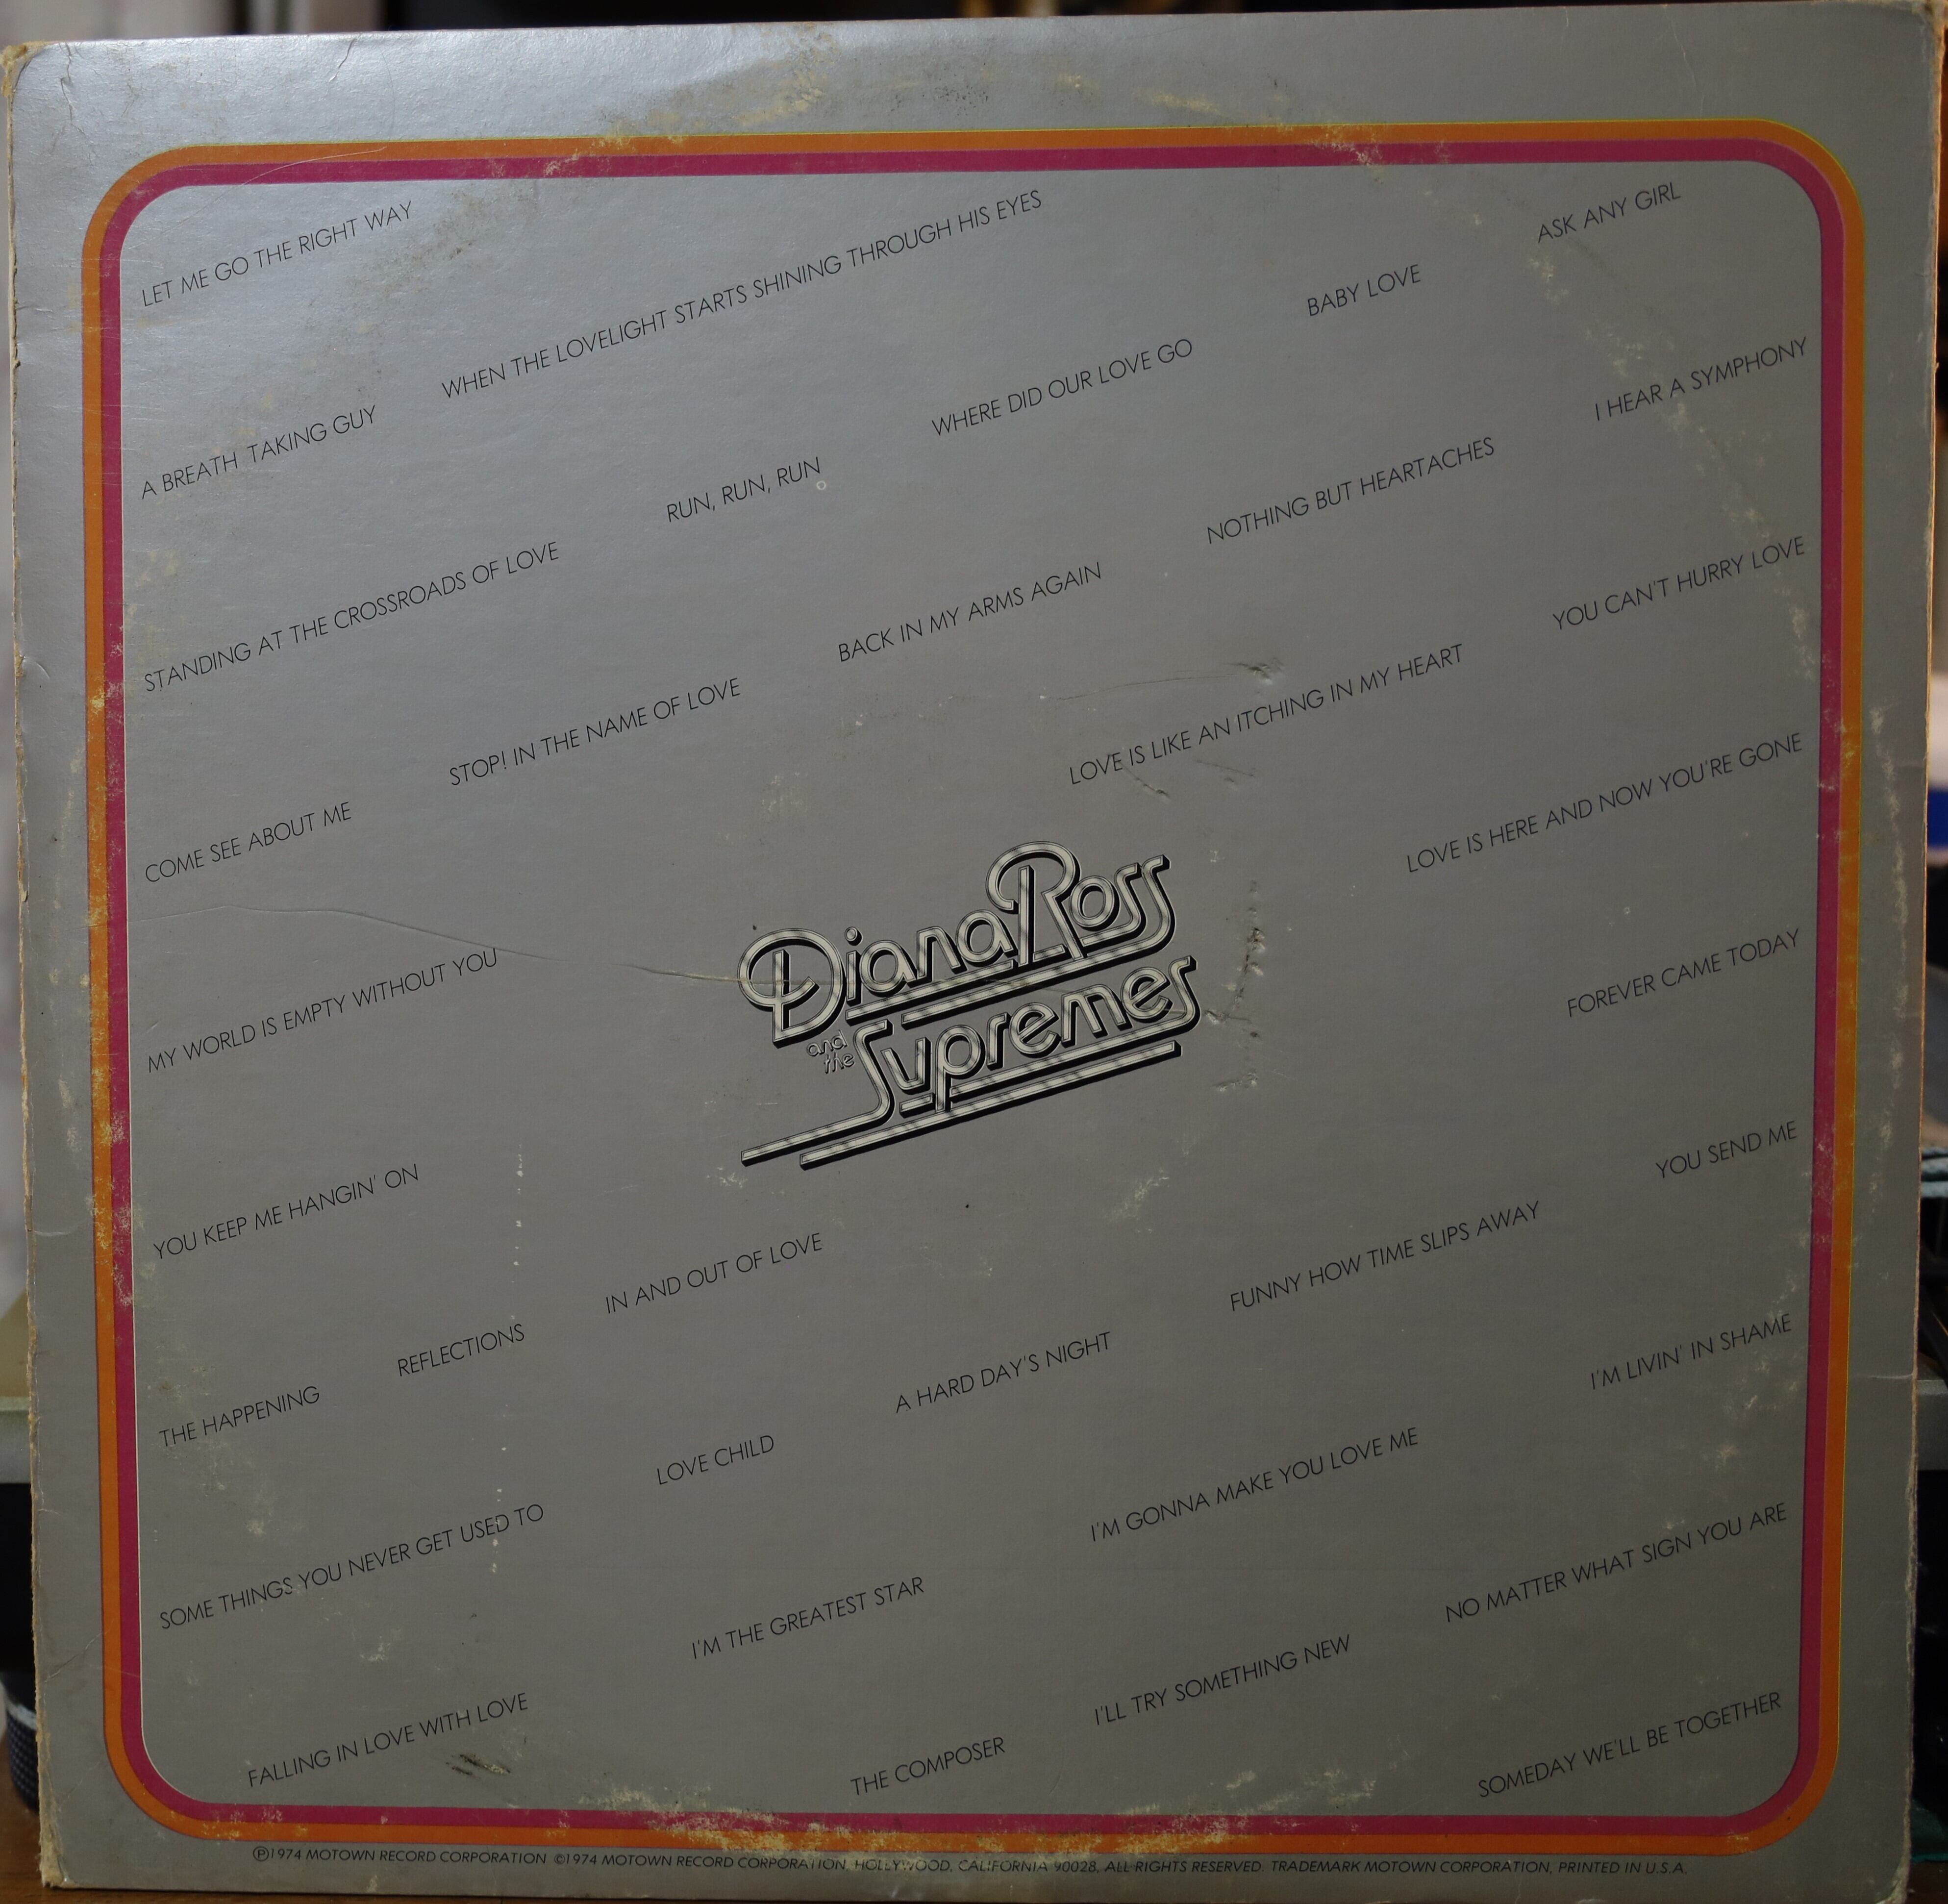 LET ME GO THE RIGHT WAY
A BREATH TAKING GUY
WHEN THE LOVELIGHT STARTS SHINING THROUGH HIS EYES
STANDING AT THE CROSSROADS OF LOVE
RUN, RUN, RUN
WHERE DID OUR LOVE GO
BABY LOVE
ASK ANY GIRL
COME SEE ABOUT ME
STOP! IN THE NAME OF LOVE
BACK IN MY ARMS AGAIN
NOTHING BUT HEARTACHES
I HEAR A SYMPHONY
MY WORLD IS EMPTY WITHOUT YOU
LOVE IS LIKE AN ITCHING IN MY HEART
YOU CAN'T HURRY LOVE
YOU KEEP ME HANGIN' ON
Diana Ross
and the
Supremes
LOVE IS HERE AND NOW YOU'RE GONE
THE HAPPENING
REFLECTIONS
IN AND OUT OF LOVE
FOREVER CAME TODAY
SOME THINGS YOU NEVER GET USED TO
LOVE CHILD
A HARD DAY'S NIGHT
FUNNY HOW TIME SLIPS AWAY
YOU SEND ME
FALLING IN LOVE WITH LOVE
I'M THE GREATEST STAR
I'M GONNA MAKE YOU LOVE ME
I'M LIVIN' IN SHAME
THE COMPOSER
I'LL TRY SOMETHING NEW
NO MATTER WHAT SIGN YOU ARE
SOMEDAY WE'LL BE TOGETHER
℗1974 MOTOWN RECORD CORPORATION ©1974 MOTOWN RECORD CORPORATION, HOLLYWOOD, CALIFORNIA 90028, ALL RIGHTS RESERVED. TRADEMARK MOTOWN CORPORATION, PRINTED IN U.S.A.